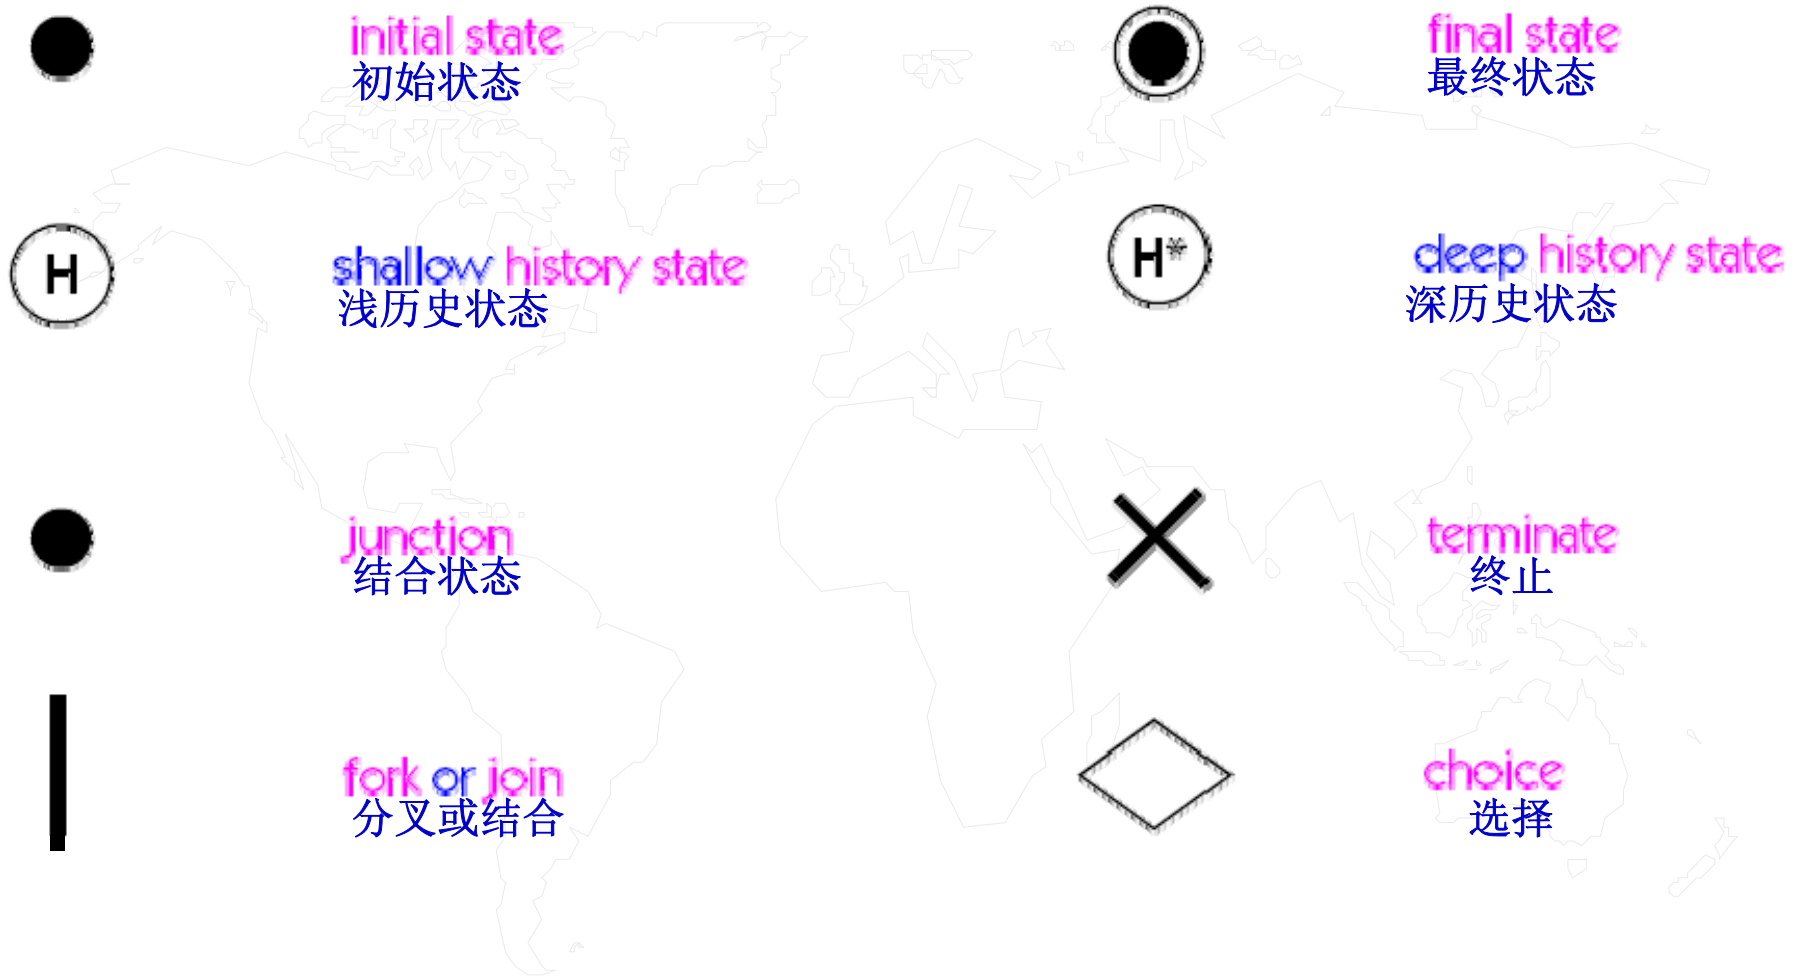 initial state
初始状态
final state
最终状态
H
shallow history state
浅历史状态
H*
deep history state
深历史状态
junction
结合状态
terminate
终止
fork or join
分叉或结合
choice
选择